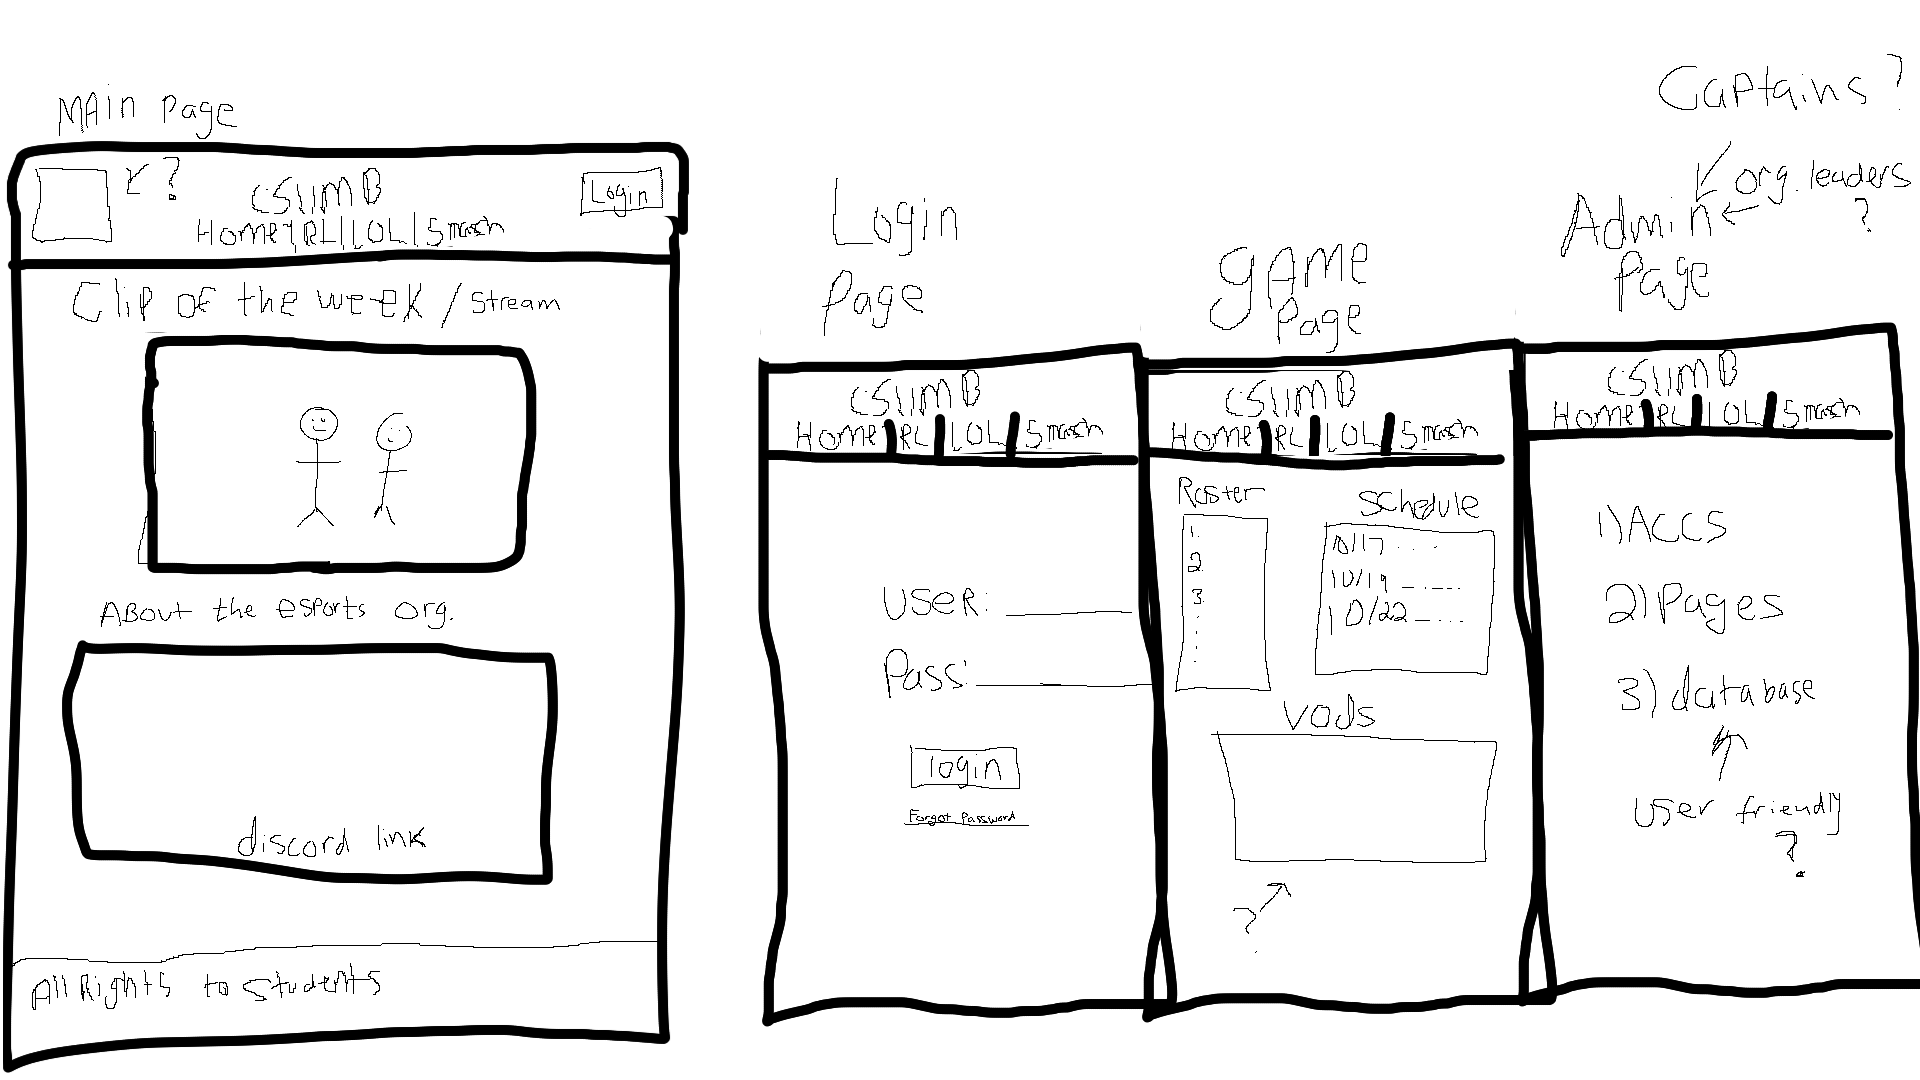 MAin Page
?
CSUMB
Login
Home|RL|LOL|Smash
Clip of the week / Stream
About the esports org.
discord link
All Rights to Students
Login
Page
CSUMB
Home|RL|LOL|Smash
User:
Pass:
login
Forgot Password
gAMe
Page
CSUMB
Home|RL|LOL|Smash
Roster
1.
2
3.
Schedule
10/17 . . .
10/19 _ . _ . ...
10/22 _ . . . .
Vods
?
Captains ?
org. leaders
?
Admin
Page
CSUMB
Home|RL|LOL|Smash
1) ACCS
2) Pages
3) database
User friendly
?